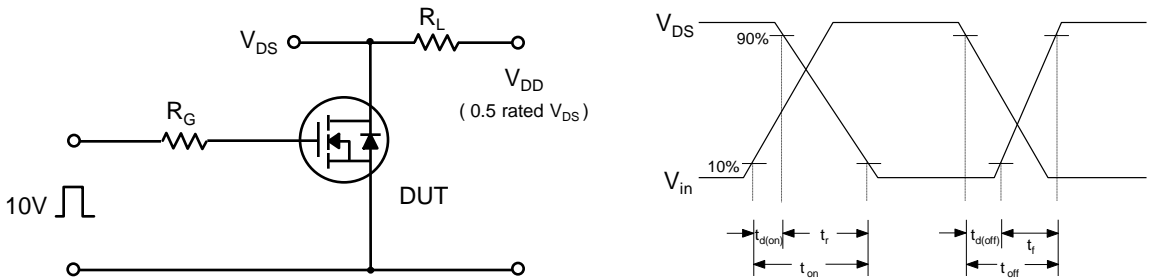 R_L
V_DS
V_DD
( 0.5 rated V_DS )
R_G
DUT
10V
V_DS
90%
10%
V_in
t_d(on)
t_r
t_on
t_d(off)
t_f
t_off